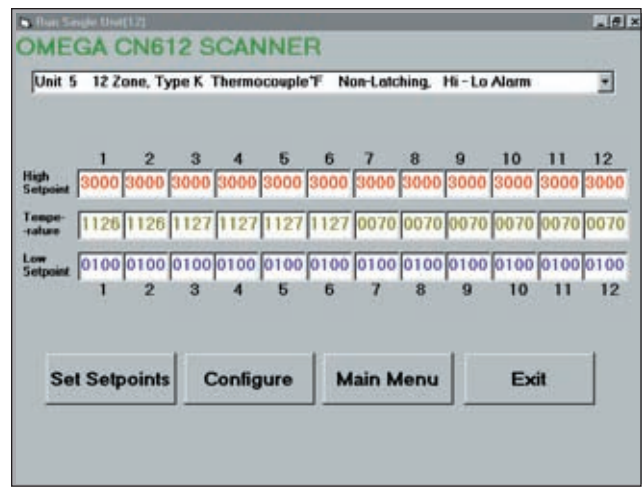 Run Single Unit[12]
OMEGA CN612 SCANNER
Unit 5 12 Zone, Type K Thermocouple°F Non-Latching, Hi - Lo Alarm
1 2 3 4 5 6 7 8 9 10 11 12
High
Setpoint 3000 3000 3000 3000 3000 3000 3000 3000 3000 3000 3000 3000
Tempe-
-rature 1126 1126 1127 1127 1127 1127 0070 0070 0070 0070 0070 0070
Low
Setpoint 0100 0100 0100 0100 0100 0100 0100 0100 0100 0100 0100 0100
1 2 3 4 5 6 7 8 9 10 11 12
Set Setpoints Configure Main Menu Exit